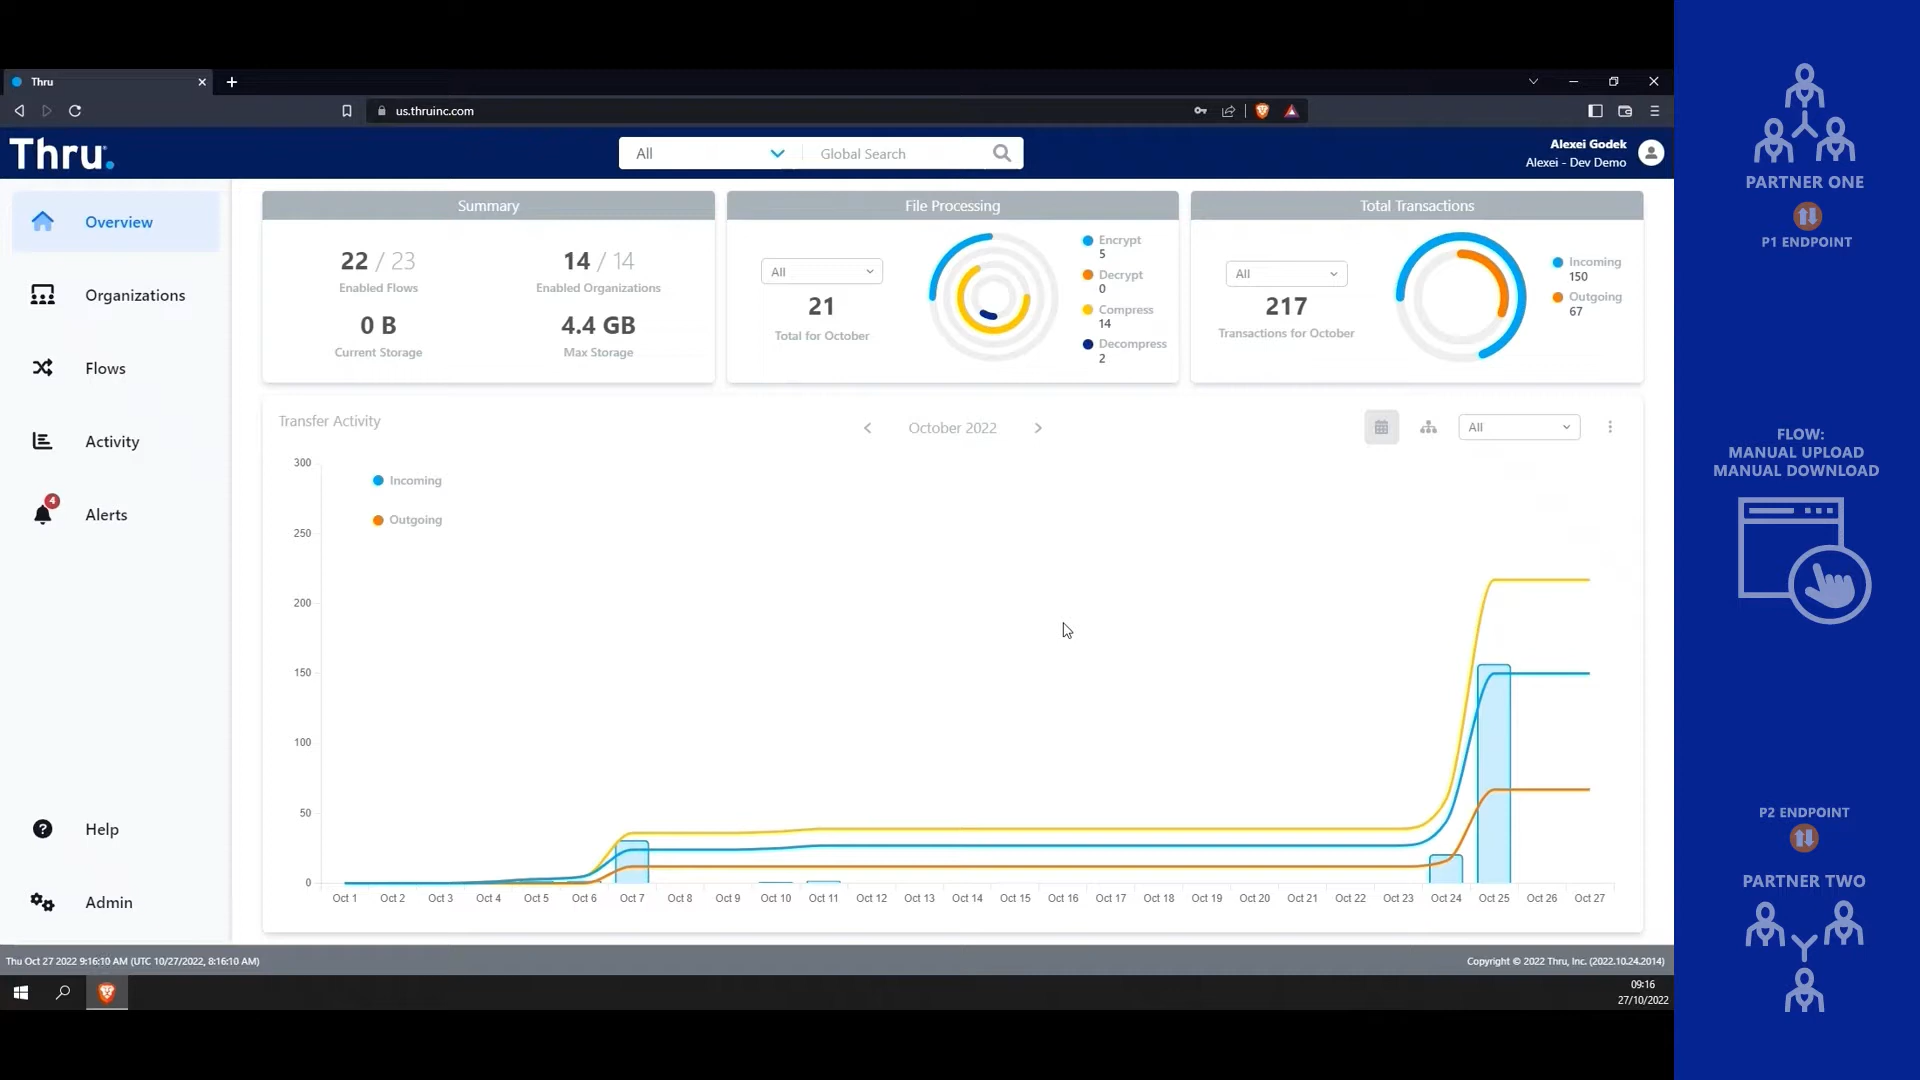 Thru
us.thruinc.com
Thru.
All
Global Search
Alexei Godek
Alexei - Dev Demo
Overview
Organizations
Flows
Activity
4
Alerts
Help
Admin
Summary
22 / 23
Enabled Flows
14 / 14
Enabled Organizations
0 B
Current Storage
4.4 GB
Max Storage
File Processing
All
21
Total for October
Encrypt
5
Decrypt
0
Compress
14
Decompress
2
Total Transactions
All
217
Transactions for October
Incoming
150
Outgoing
67
Transfer Activity
October 2022
All
Incoming
Outgoing
300
250
200
150
100
50
0
Oct 1 Oct 2 Oct 3 Oct 4 Oct 5 Oct 6 Oct 7 Oct 8 Oct 9 Oct 10 Oct 11 Oct 12 Oct 13 Oct 14 Oct 15 Oct 16 Oct 17 Oct 18 Oct 19 Oct 20 Oct 21 Oct 22 Oct 23 Oct 24 Oct 25 Oct 26 Oct 27
Thu Oct 27 2022 9:16:10 AM (UTC 10/27/2022, 8:16:10 AM)
Copyright © 2022 Thru, Inc. (2022.10.24.2014)
09:16
27/10/2022
PARTNER ONE
P1 ENDPOINT
FLOW:
MANUAL UPLOAD
MANUAL DOWNLOAD
P2 ENDPOINT
PARTNER TWO